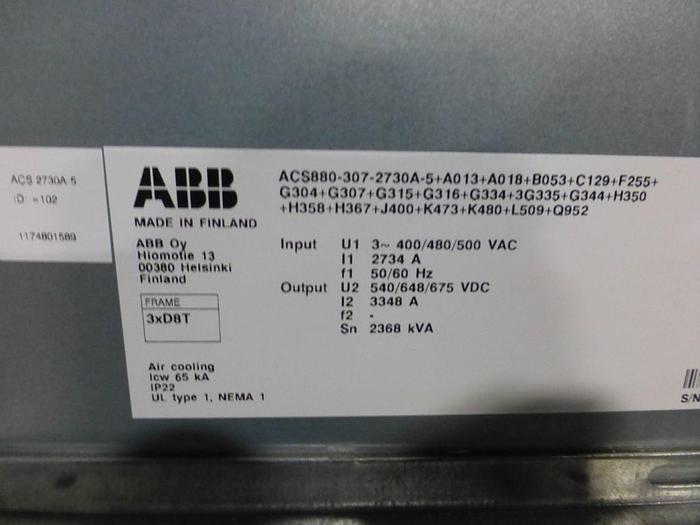 ACS 2730A-5
ID =102
1174801589
ABB
MADE IN FINLAND
ABB Oy
Hiomotie 13
00380 Helsinki
Finland
FRAME
3xD8T
Air cooling
Icw 65 kA
IP22
UL type 1, NEMA 1
ACS880-307-2730A-5+A013+A018+B053+C129+F255+
G304+G307+G315+G316+G334+3G335+G344+H350
+H358+H367+J400+K473+K480+L509+Q952
Input U1 3~ 400/480/500 VAC
I1 2734 A
f1 50/60 Hz
Output U2 540/648/675 VDC
I2 3348 A
f2 -
Sn 2368 kVA
S/N